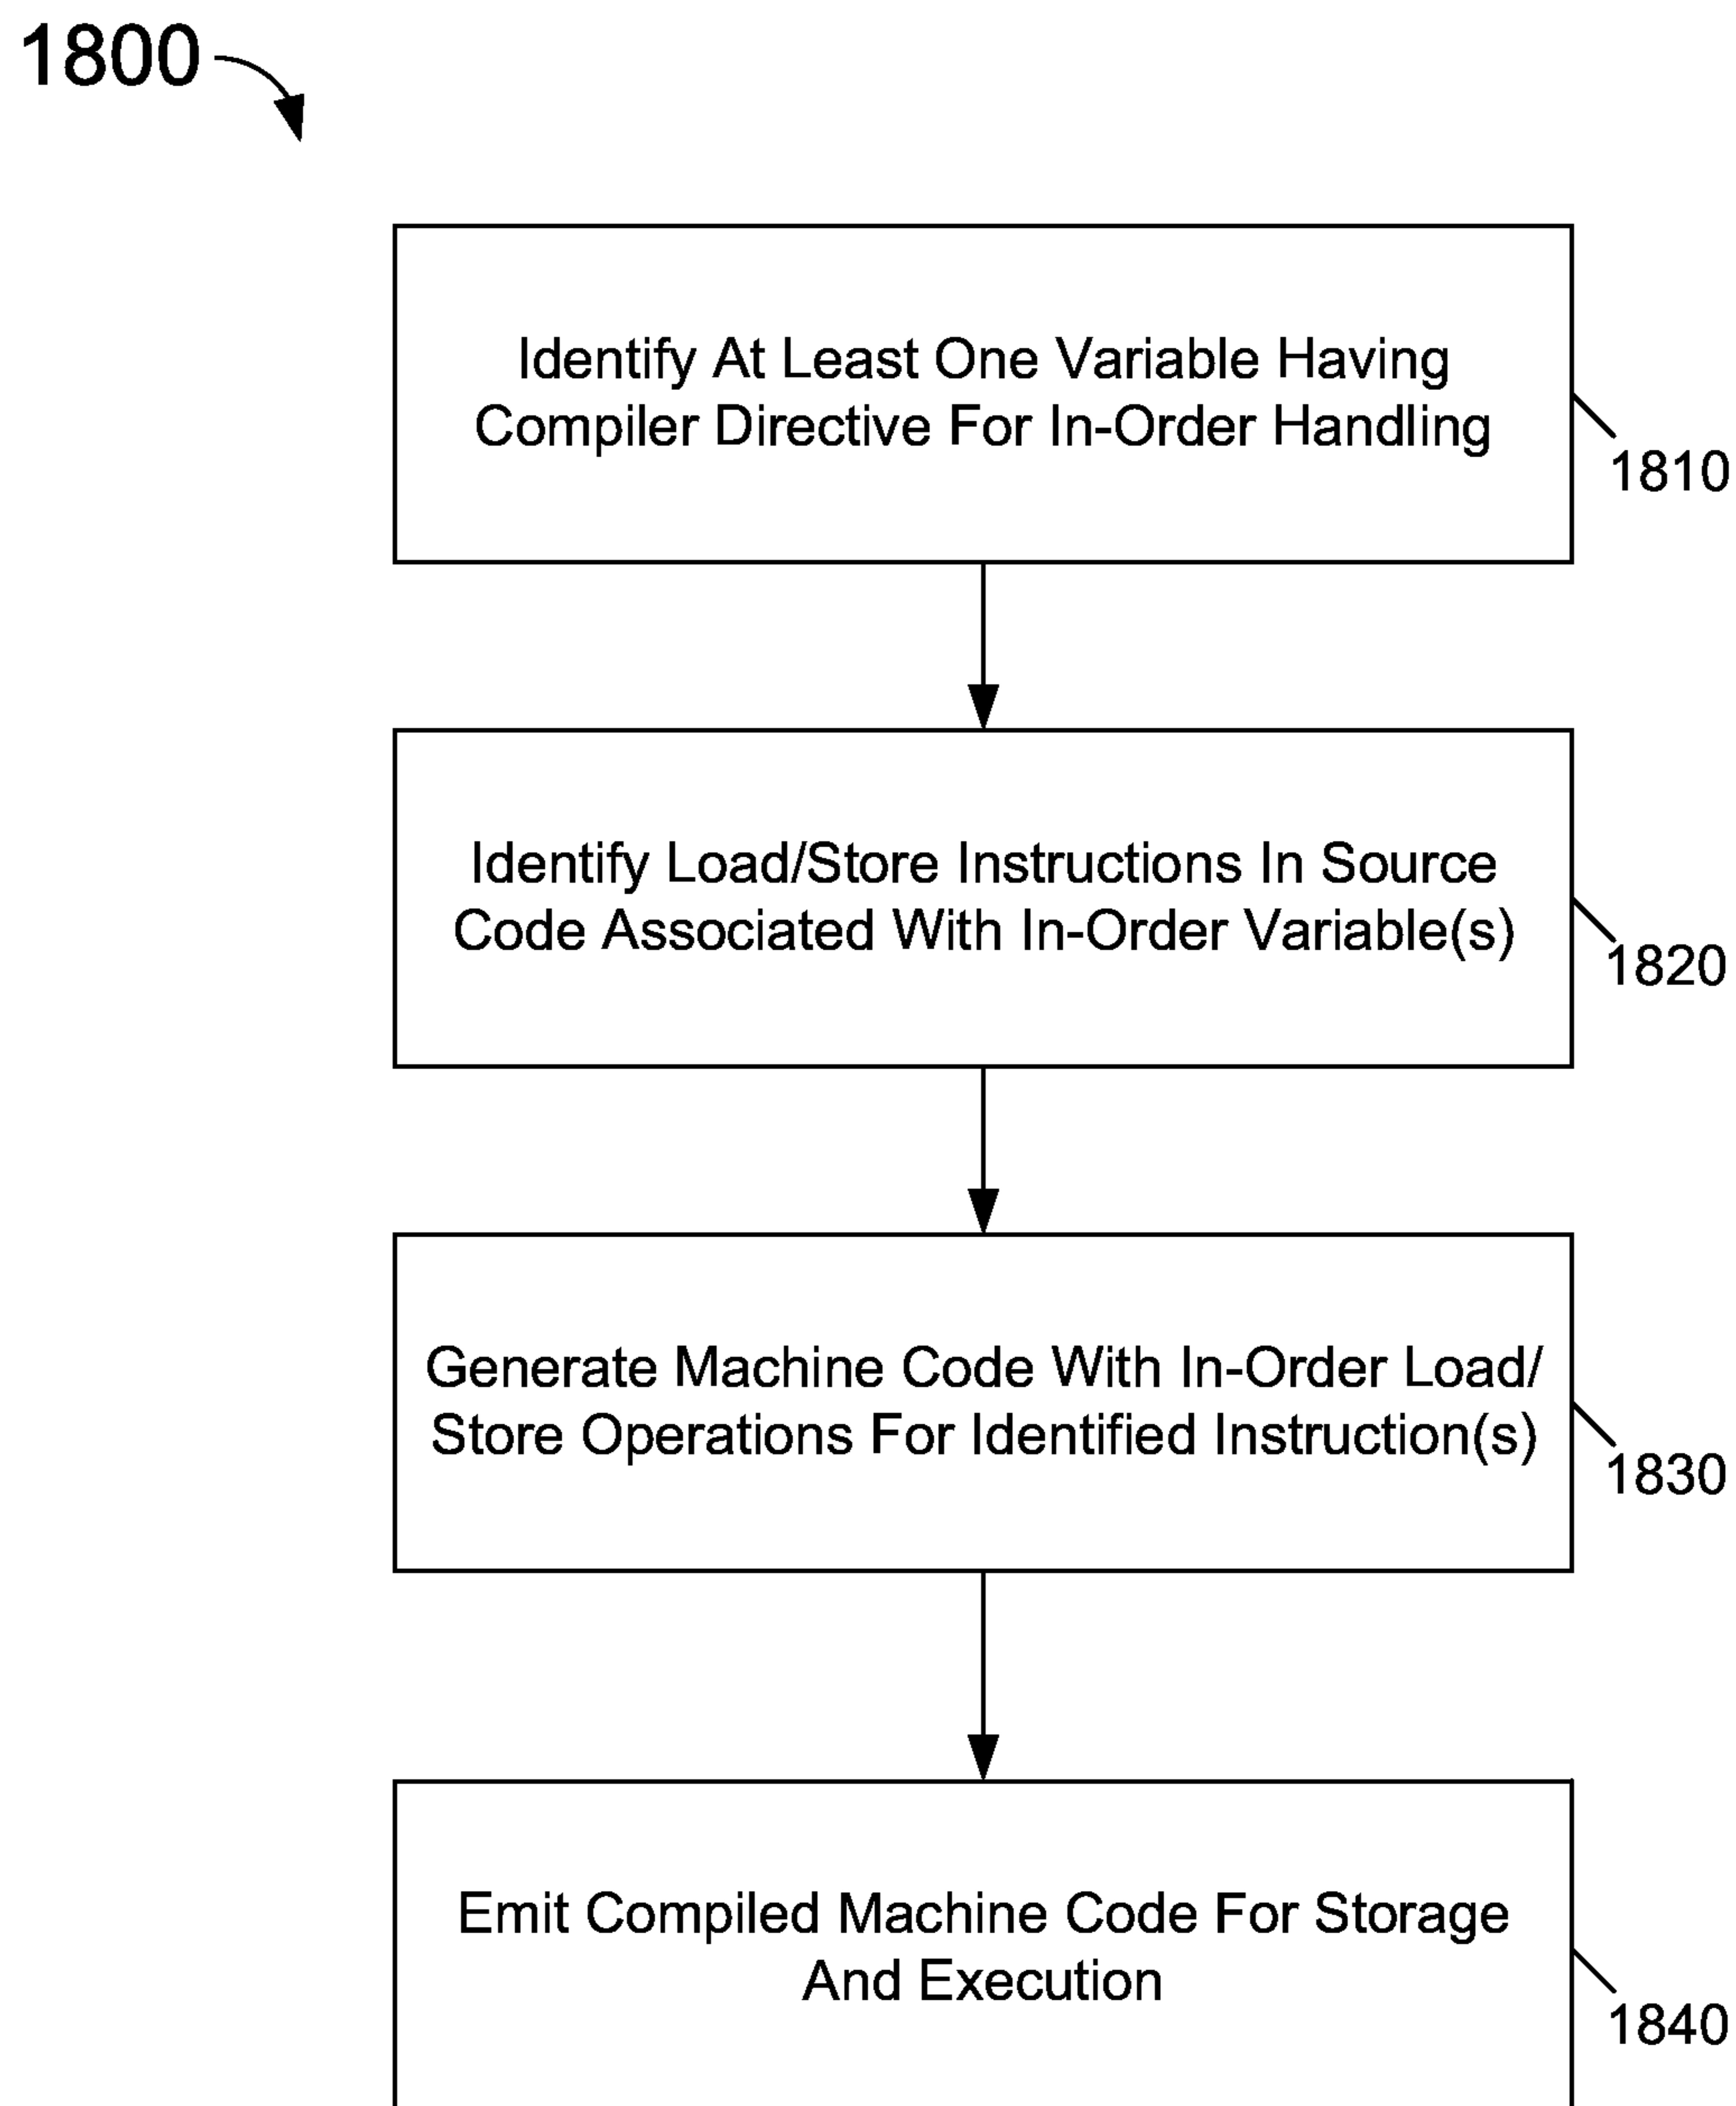 1800
Identify At Least One Variable Having
Compiler Directive For In-Order Handling
1810
Identify Load/Store Instructions In Source
Code Associated With In-Order Variable(s)
1820
Generate Machine Code With In-Order Load/
Store Operations For Identified Instruction(s)
1830
Emit Compiled Machine Code For Storage
And Execution
1840